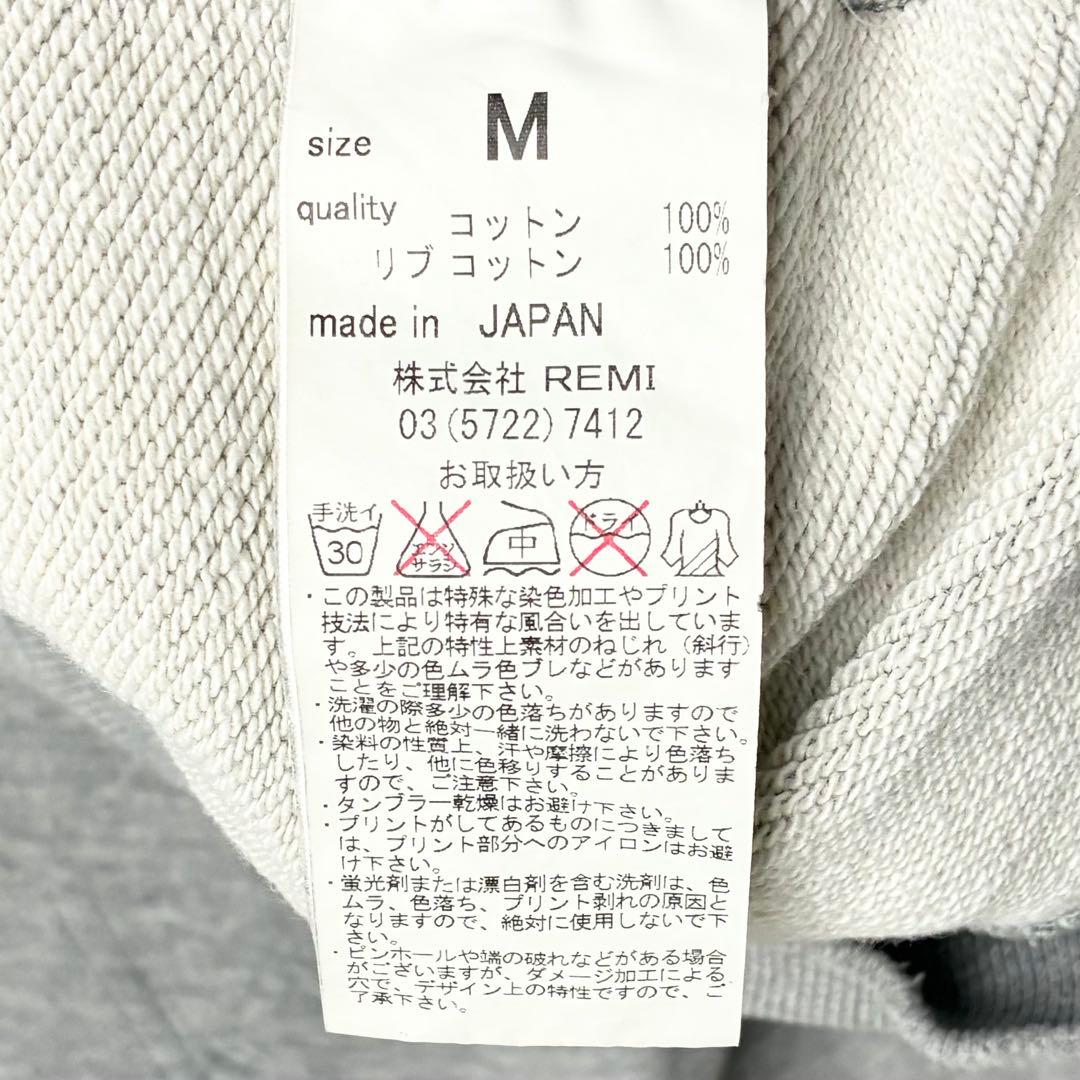 size M
quality コットン 100%
リブ コットン 100%
made in JAPAN
株式会社 REMI
03(5722)7412
お取扱い方
手洗イ 30 エンソサラシ 中 ドライ
・この製品は特殊な染色加工やプリント
技法により特有な風合いを出していま
す。上記の特性上素材のねじれ(斜行)
や多少の色ムラ色ブレなどがあります
ことをご理解下さい。
・洗濯の際多少の色落ちがありますので
他の物と絶対一緒に洗わないで下さい。
・染料の性質上、汗や摩擦により色落ち
したり、他に色移りすることがありま
すので、ご注意下さい。
・タンブラー乾燥はお避け下さい。
・プリントがしてあるものにつきまして
は、プリント部分へのアイロンはお避
け下さい。
・蛍光剤または漂白剤を含む洗剤は、色
ムラ、色落ち、プリント剥れの原因と
なりますので、絶対に使用しないで下
さい。
・ピンホールや端の破れなどがある場合
がございますが、ダメージ加工による
穴で、デザイン上の特性ですので、ご
了承下さい。